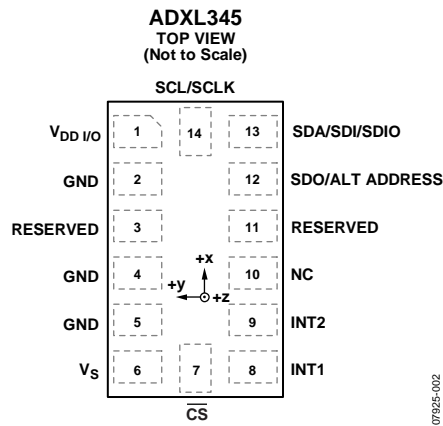 ADXL345
TOP VIEW
(Not to Scale)
SCL/SCLK
VDD I/O 1 14 13 SDA/SDI/SDIO
GND 2 12 SDO/ALT ADDRESS
RESERVED 3 11 RESERVED
+x
GND 4 +y +z 10 NC
GND 5 9 INT2
VS 6 7 8 INT1
CS
07925-002